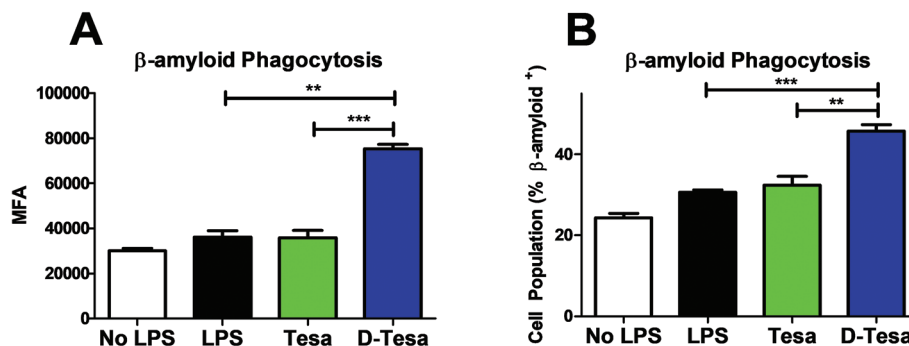 A
β-amyloid Phagocytosis
MFA
100000
80000
60000
40000
20000
0
**
***
No LPS LPS Tesa D-Tesa
B
β-amyloid Phagocytosis
Cell Population (% β-amyloid +)
40
20
0
***
**
No LPS LPS Tesa D-Tesa